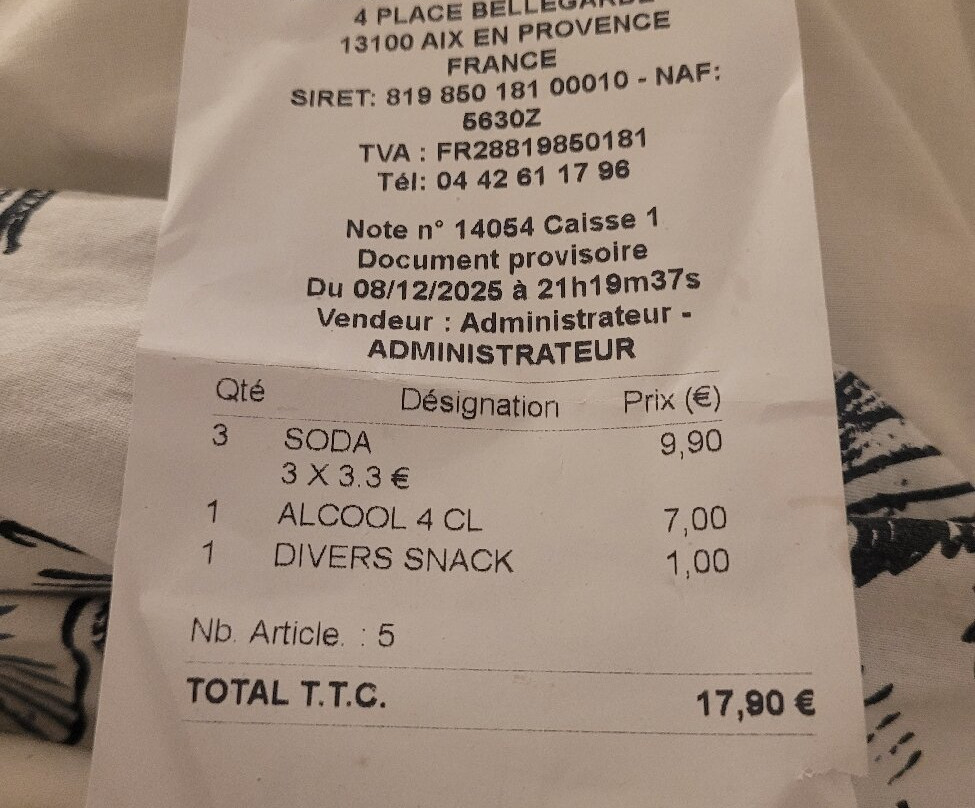 4 PLACE BELLEGARDE
13100 AIX EN PROVENCE
FRANCE
SIRET: 819 850 181 00010 - NAF:
5630Z
TVA : FR28819850181
Tél: 04 42 61 17 96
Note n° 14054 Caisse 1
Document provisoire
Du 08/12/2025 à 21h19m37s
Vendeur : Administrateur -
ADMINISTRATEUR
Qté Désignation Prix (€)
3 SODA 9,90
3 X 3.3 €
1 ALCOOL 4 CL 7,00
1 DIVERS SNACK 1,00
Nb. Article. : 5
TOTAL T.T.C. 17,90 €